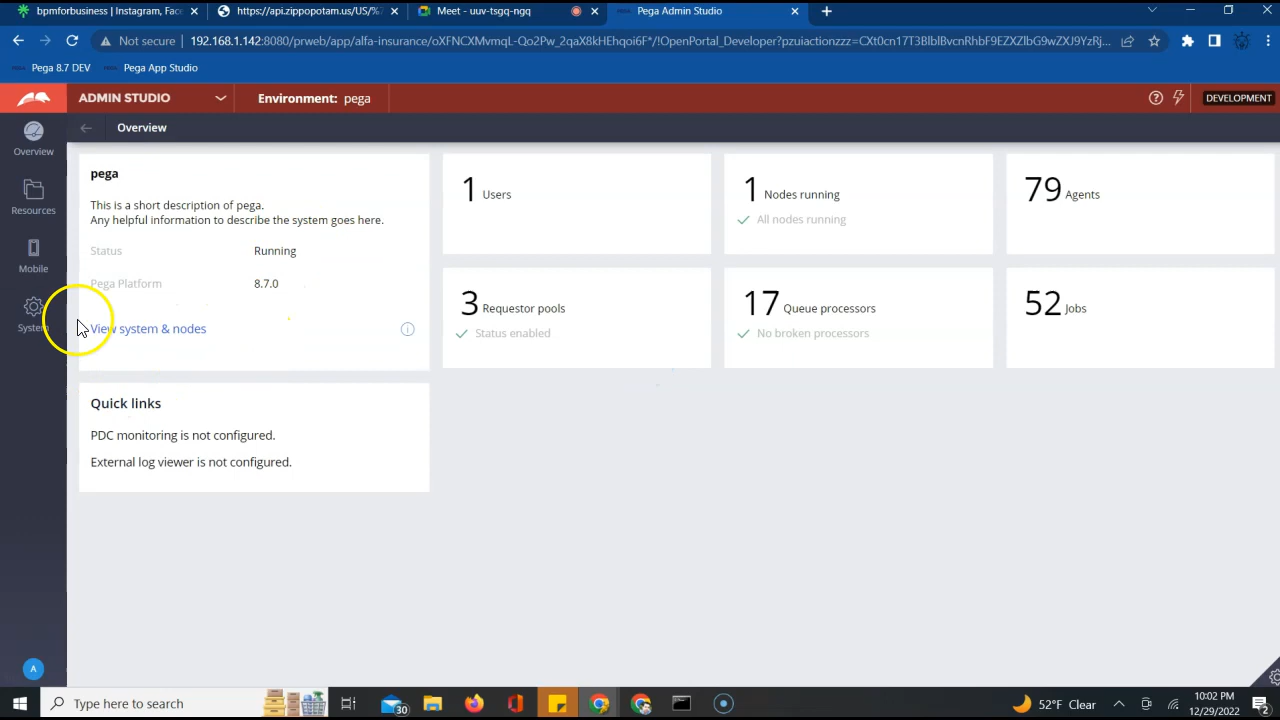 bpmforbusiness | Instagram, Fac
https://api.zippopotam.us/US/%7
Meet - uuv-tsgq-ngq
Pega Admin Studio
Not secure | 192.168.1.142:8080/prweb/app/alfa-insurance/oXFNCXMvmqL-Qo2Pw_2qaX8kHEhqoi6F*/!OpenPortal_Developer?pzuiactionzzz=CXt0cn17T3BlblBvcnRhbF9EZXZlbG9wZXJ9YzRj...
Pega 8.7 DEV
Pega App Studio
ADMIN STUDIO
Environment: pega
DEVELOPMENT
Overview
Overview
Resources
Mobile
System
A
pega
This is a short description of pega.
Any helpful information to describe the system goes here.
Status Running
Pega Platform 8.7.0
View system & nodes
Quick links
PDC monitoring is not configured.
External log viewer is not configured.
1 Users
1 Nodes running
All nodes running
79 Agents
3 Requestor pools
Status enabled
17 Queue processors
No broken processors
52 Jobs
Type here to search
30
52°F Clear
10:02 PM
12/29/2022
2